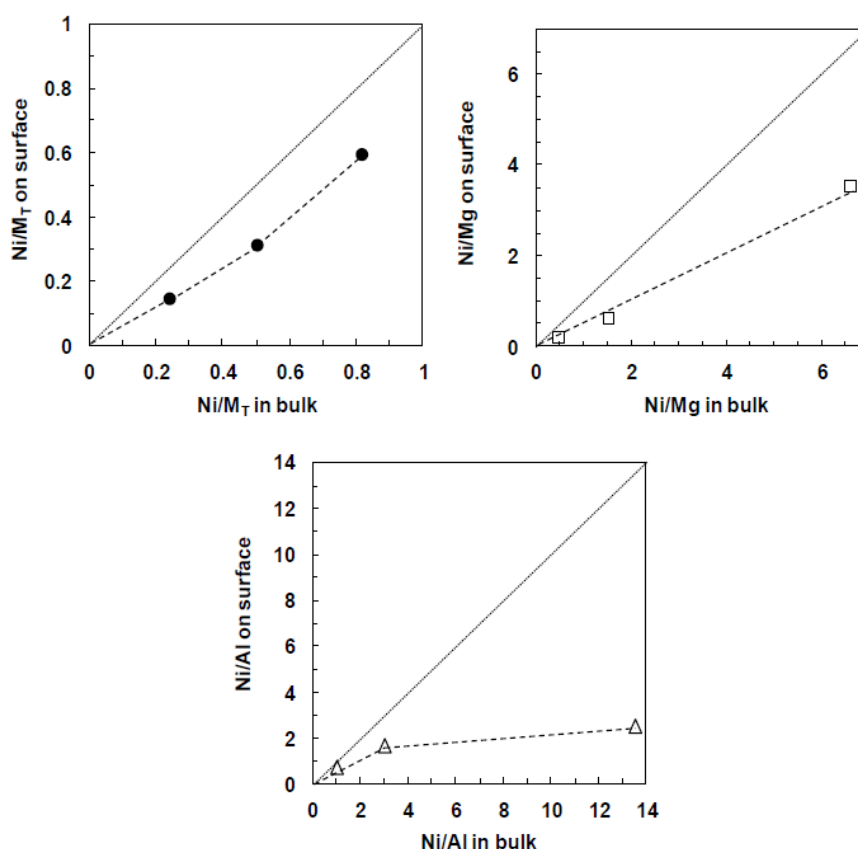 Ni/MT on surface
1
0.8
0.6
0.4
0.2
0
0 0.2 0.4 0.6 0.8 1
Ni/MT in bulk
Ni/Mg on surface
6
4
2
0
0 2 4 6
Ni/Mg in bulk
Ni/Al on surface
14
12
10
8
6
4
2
0
0 2 4 6 8 10 12 14
Ni/Al in bulk